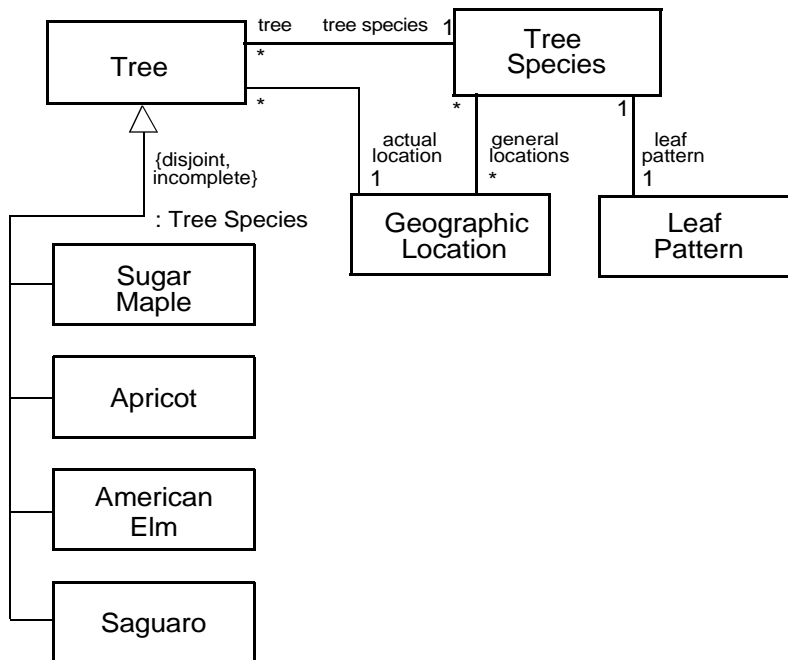 tree tree species 1
*
Tree
*
Tree
Species
*
1
actual
location
1
general
locations
*
leaf
pattern
1
{disjoint,
incomplete}
: Tree Species
Geographic
Location
Leaf
Pattern
Sugar
Maple
Apricot
American
Elm
Saguaro